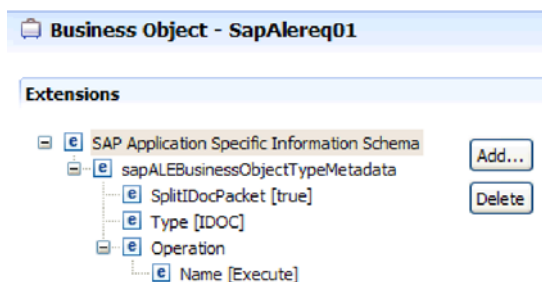 Business Object - SapAlereq01
Extensions
e SAP Application Specific Information Schema
Add...
e sapALEBusinessObjectTypeMetadata
e SplitIDocPacket [true]
Delete
e Type [IDOC]
e Operation
e Name [Execute]